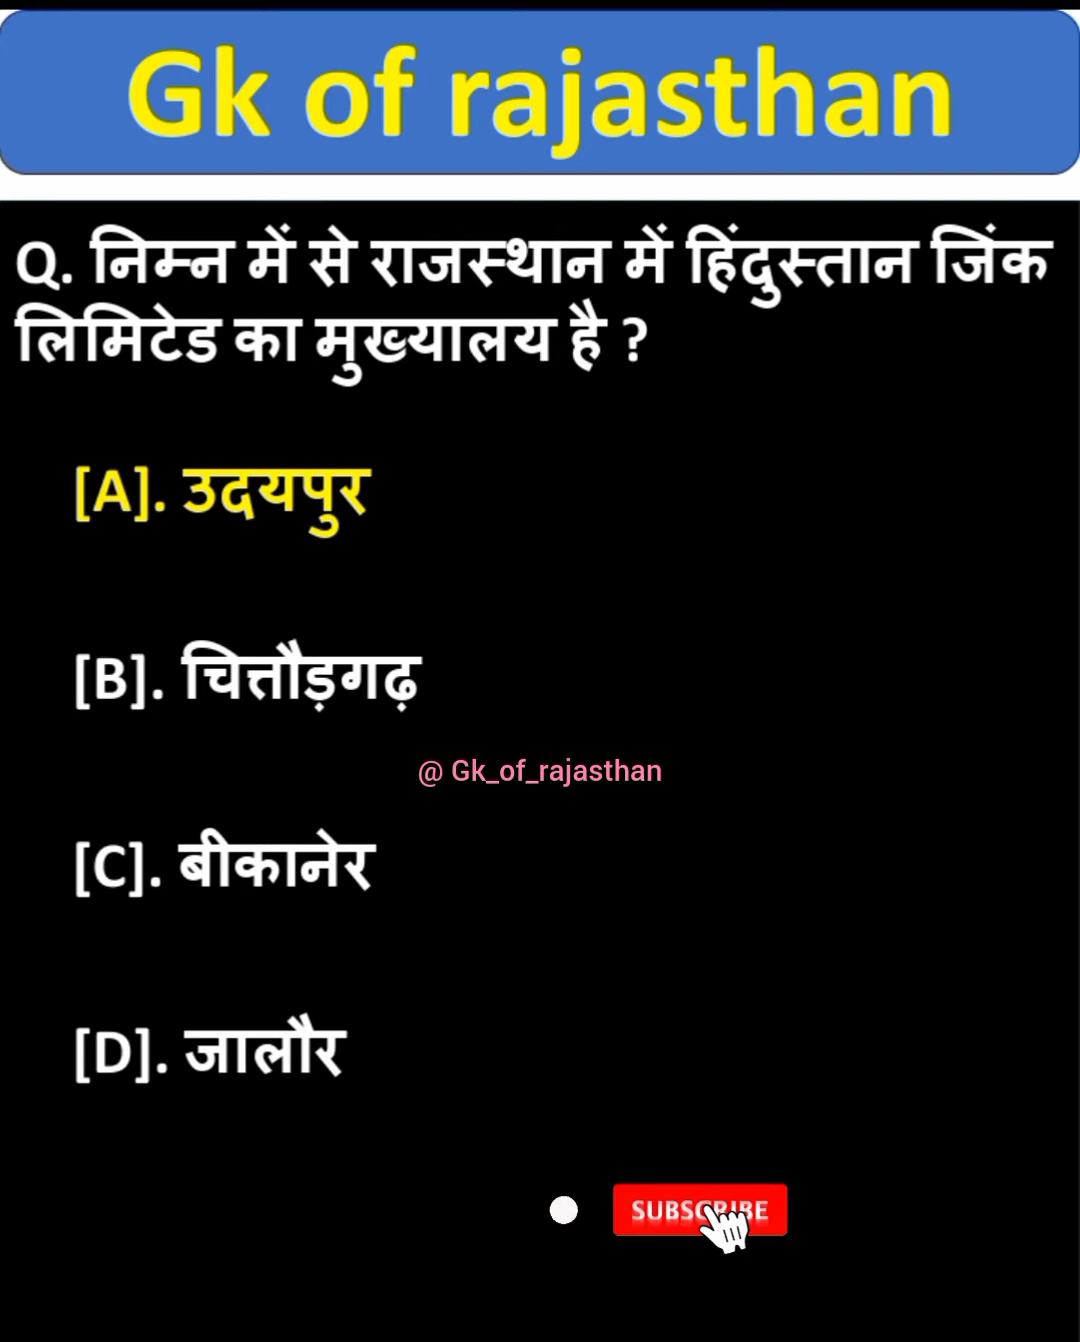 Gk of rajasthan
Q. निम्न में से राजस्थान में हिंदुस्तान जिंक
लिमिटेड का मुख्यालय है ?
[A]. उदयपुर
[B]. चित्तौड़गढ़
@ Gk_of_rajasthan
[C]. बीकानेर
[D]. जालौर
SUBSCRIBE